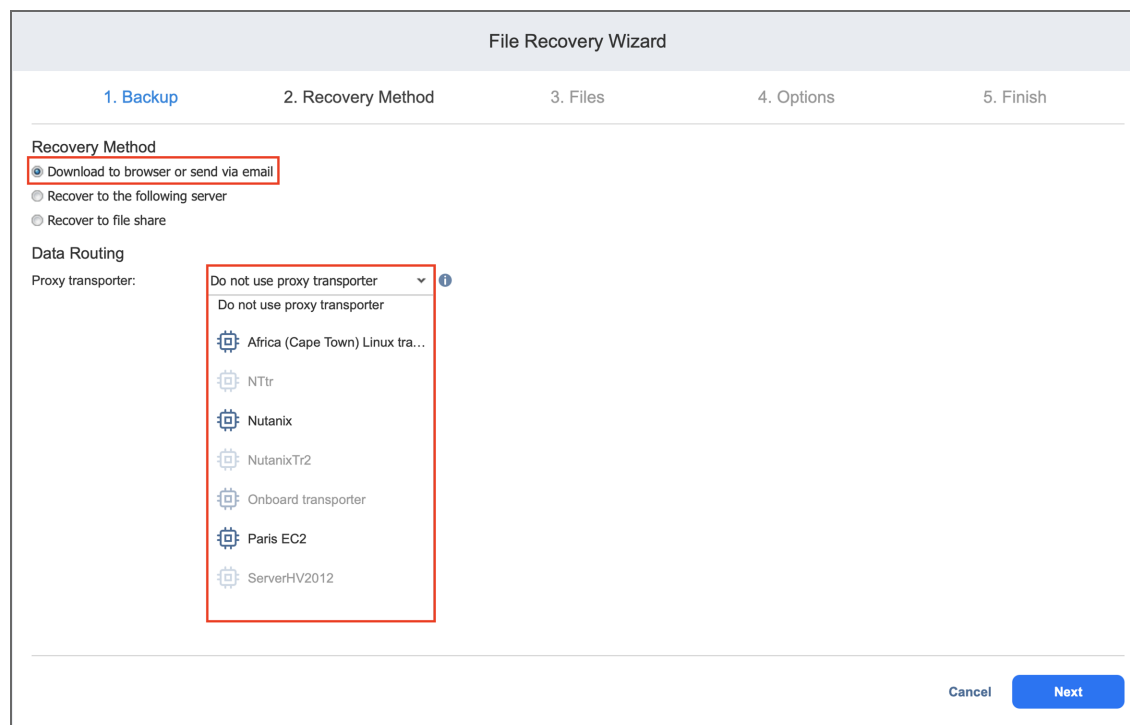 File Recovery Wizard
1. Backup 2. Recovery Method 3. Files 4. Options 5. Finish
Recovery Method
Download to browser or send via email
Recover to the following server
Recover to file share
Data Routing
Proxy transporter: Do not use proxy transporter
Do not use proxy transporter
Africa (Cape Town) Linux tra...
NTtr
Nutanix
NutanixTr2
Onboard transporter
Paris EC2
ServerHV2012
Cancel Next